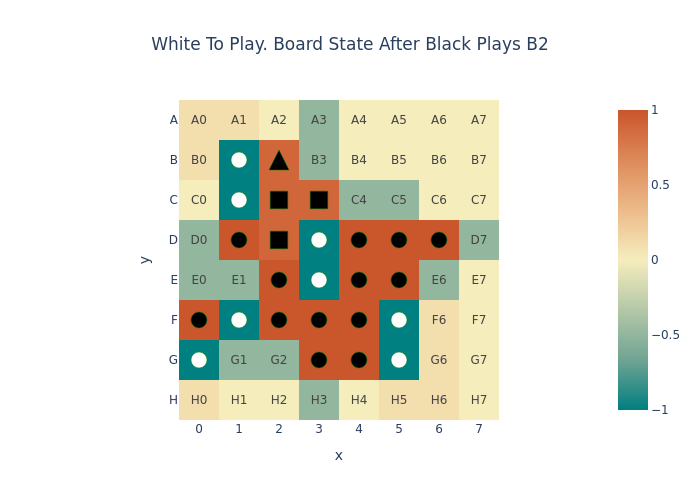 White To Play. Board State After Black Plays B2
A A0 A1 A2 A3 A4 A5 A6 A7 1
B B0 B3 B4 B5 B6 B7
C C0 C4 C5 C6 C7 0.5
D D0 D7
y 0
E E0 E1 E6 E7
F F6 F7 −0.5
G G1 G2 G6 G7
H H0 H1 H2 H3 H4 H5 H6 H7 −1
0 1 2 3 4 5 6 7
x